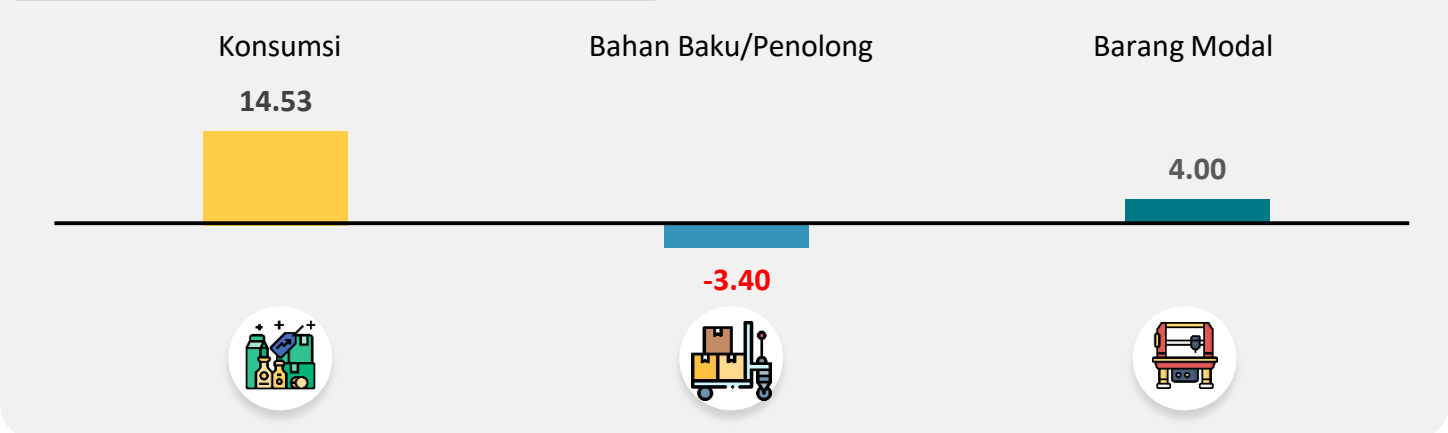 Konsumsi
Bahan Baku/Penolong
Barang Modal
14.53
4.00
-3.40